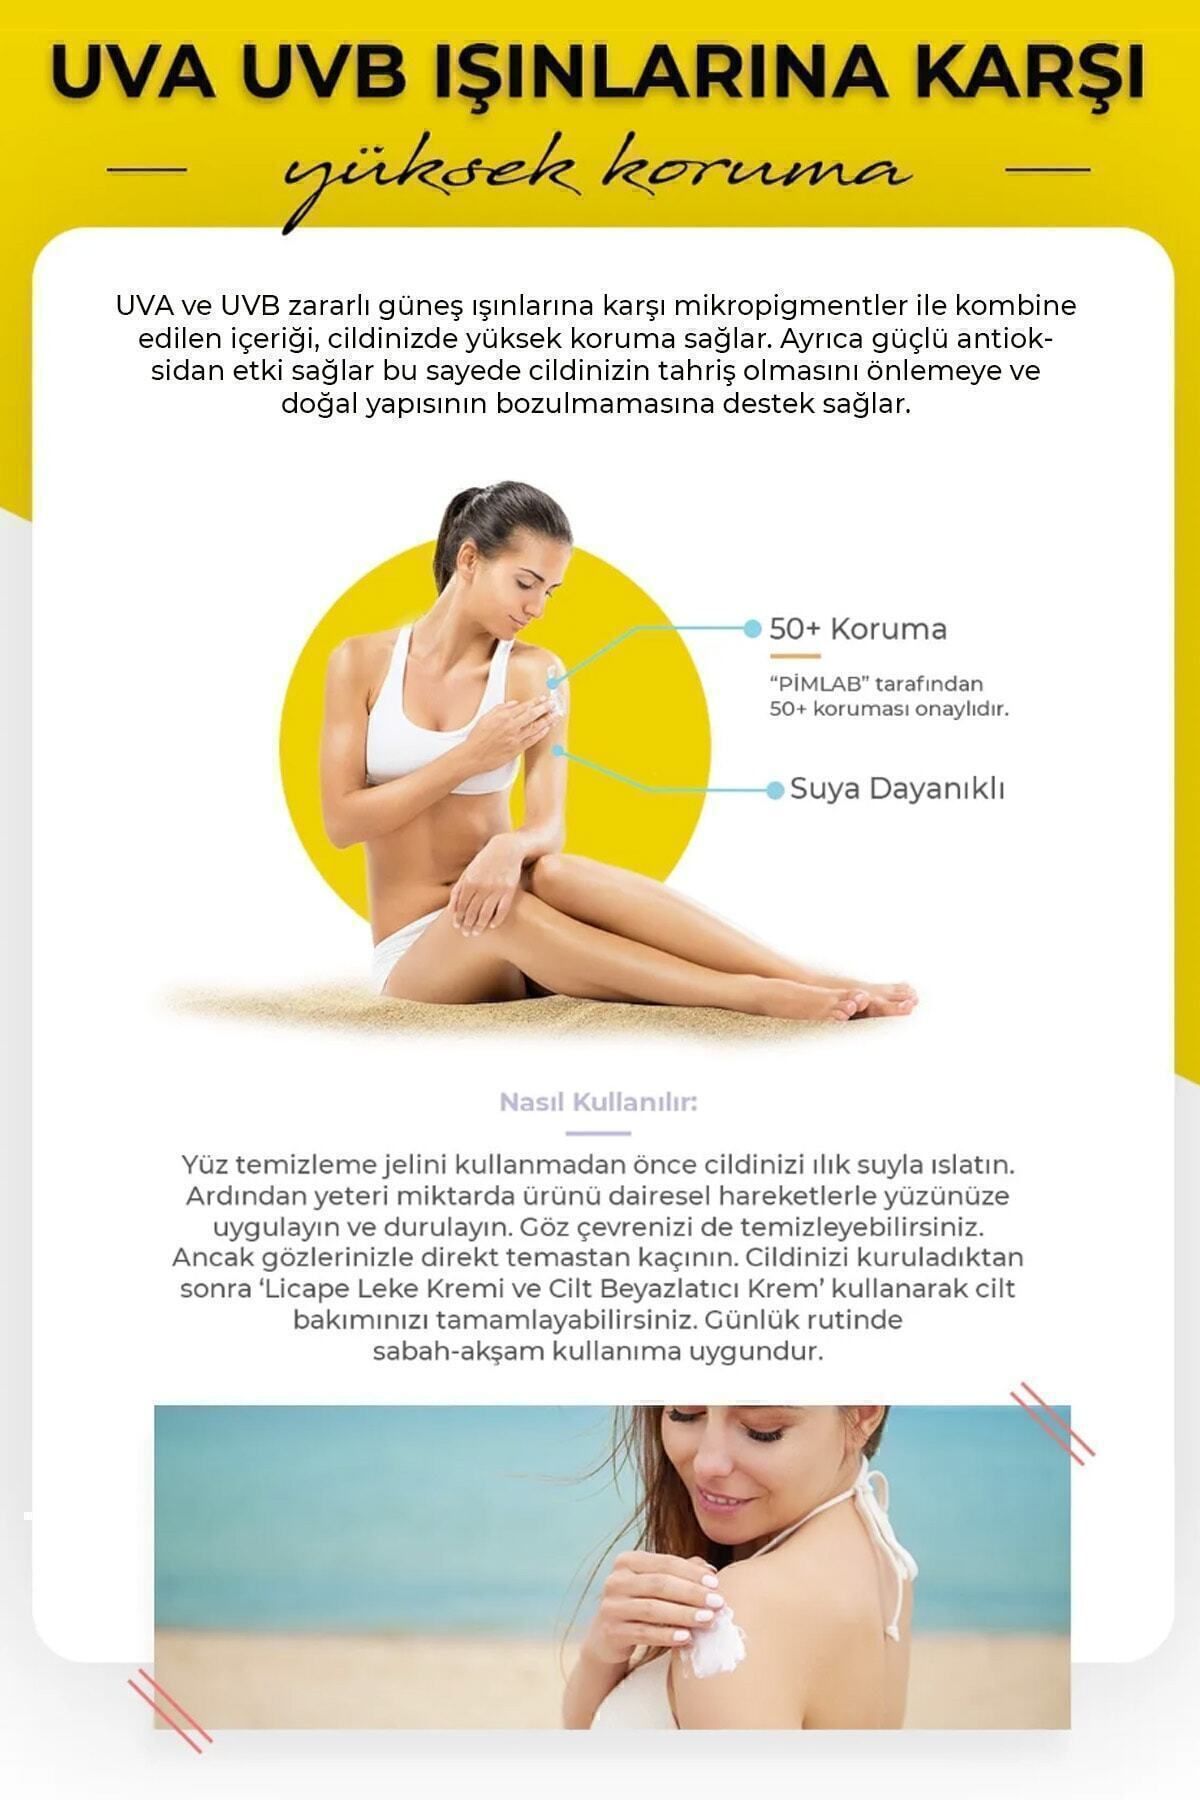 UVA UVB IŞINLARINA KARŞI
yüksek koruma
UVA ve UVB zararlı güneş ışınlarına karşı mikropigmentler ile kombine
edilen içeriği, cildinizde yüksek koruma sağlar. Ayrıca güçlü antiok-
sidan etki sağlar bu sayede cildinizin tahriş olmasını önlemeye ve
doğal yapısının bozulmamasına destek sağlar.
50+ Koruma
“PİMLAB” tarafından
50+ koruması onaylıdır.
Suya Dayanıklı
Nasıl Kullanılır:
Yüz temizleme jelini kullanmadan önce cildinizi ılık suyla ıslatın.
Ardından yeteri miktarda ürünü dairesel hareketlerle yüzünüze
uygulayın ve durulayın. Göz çevrenizi de temizleyebilirsiniz.
Ancak gözlerinizle direkt temastan kaçının. Cildinizi kuruladıktan
sonra ‘Licape Leke Kremi ve Cilt Beyazlatıcı Krem’ kullanarak cilt
bakımınızı tamamlayabilirsiniz. Günlük rutinde
sabah-akşam kullanıma uygundur.